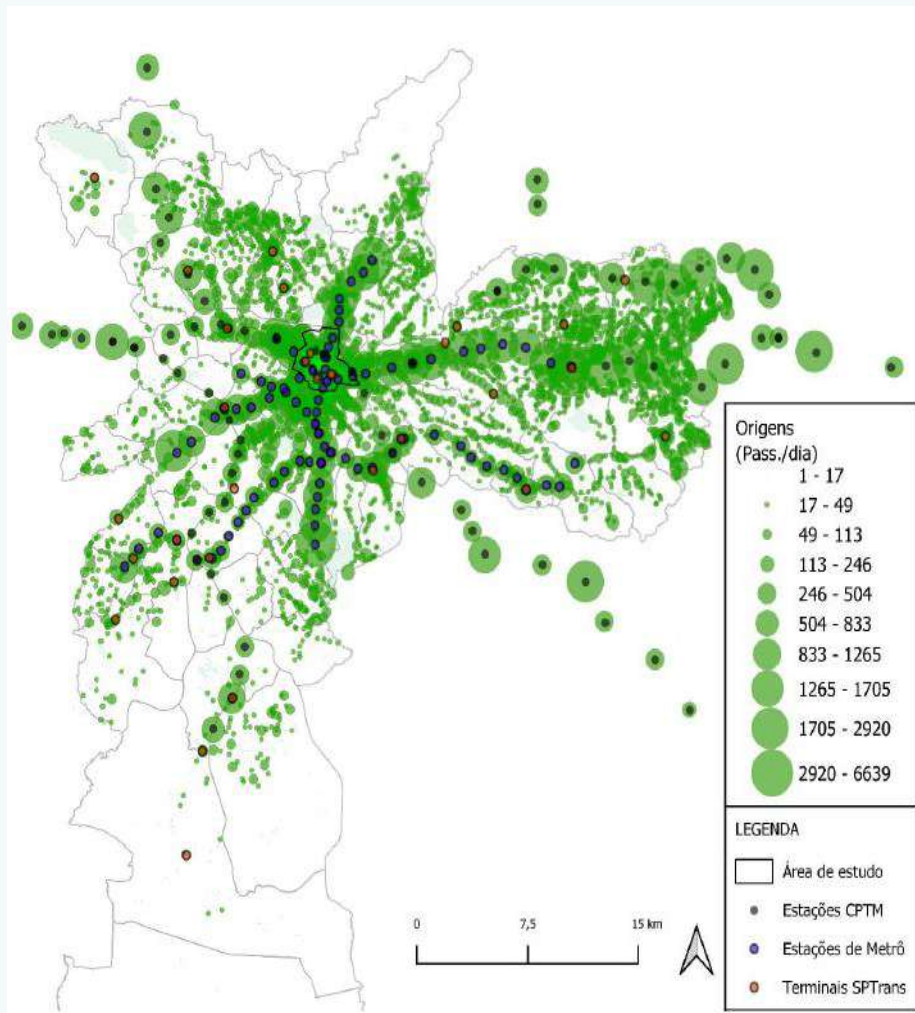 Origens
(Pass./dia)
1 - 17
17 - 49
49 - 113
113 - 246
246 - 504
504 - 833
833 - 1265
1265 - 1705
1705 - 2920
2920 - 6639
LEGENDA
Área de estudo
Estações CPTM
Estações de Metrô
Terminais SPTrans
0 7,5 15 km